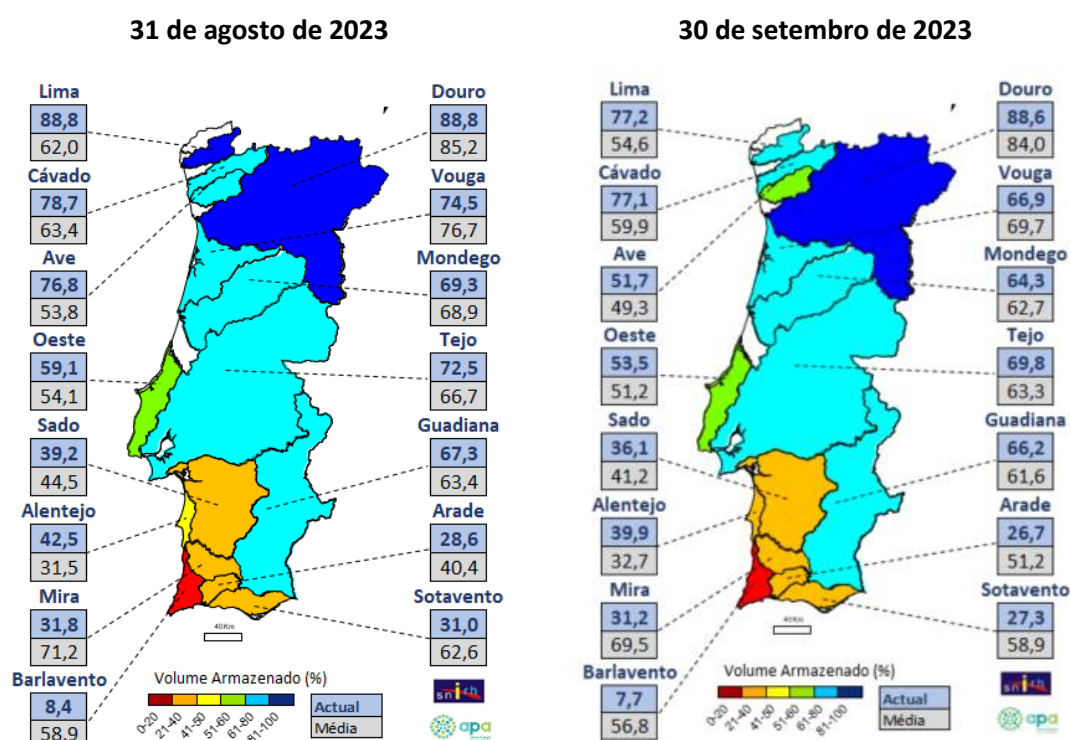 31 de agosto de 2023
Lima
88,8
62,0
Cávado
78,7
63,4
Ave
76,8
53,8
Oeste
59,1
54,1
Sado
39,2
44,5
Alentejo
42,5
31,5
Mira
31,8
71,2
Barlavento
8,4
58,9
Douro
88,8
85,2
Vouga
74,5
76,7
Mondego
69,3
68,9
Tejo
72,5
66,7
Guadiana
67,3
63,4
Arade
28,6
40,4
Sotavento
31,0
62,6
40 Km
Volume Armazenado (%)
0-20
21-40
41-50
51-60
61-80
81-100
Actual
Média
snirh
apa
30 de setembro de 2023
Lima
77,2
54,6
Cávado
77,1
59,9
Ave
51,7
49,3
Oeste
53,5
51,2
Sado
36,1
41,2
Alentejo
39,9
32,7
Mira
31,2
69,5
Barlavento
7,7
56,8
Douro
88,6
84,0
Vouga
66,9
69,7
Mondego
64,3
62,7
Tejo
69,8
63,3
Guadiana
66,2
61,6
Arade
26,7
51,2
Sotavento
27,3
58,9
40 Km
Volume Armazenado (%)
0-20
21-40
41-50
51-60
61-80
81-100
Actual
Média
snirh
apa